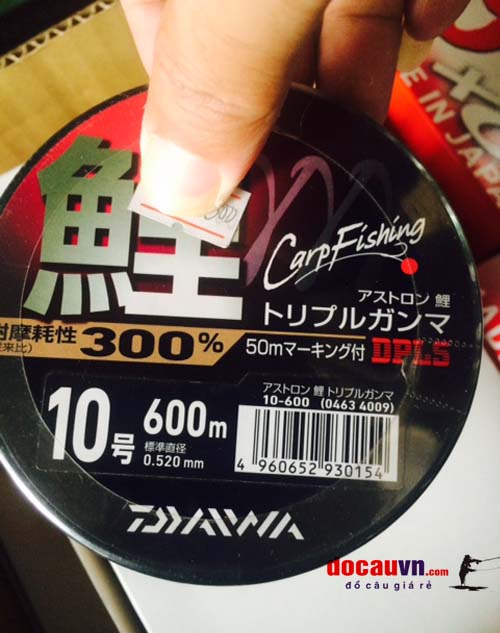 鯉
CarpFishing
アストロン 鯉
トリプルガンマ
耐摩耗性
300%
50mマーキング付 DPLS
10号
600m
標準直径
0.520mm
アストロン 鯉 トリプルガンマ
10-600 (0463 4009)
4 960652 930154
DAIWA
E IN JAPA
docauvn.com
đồ câu giá rẻ